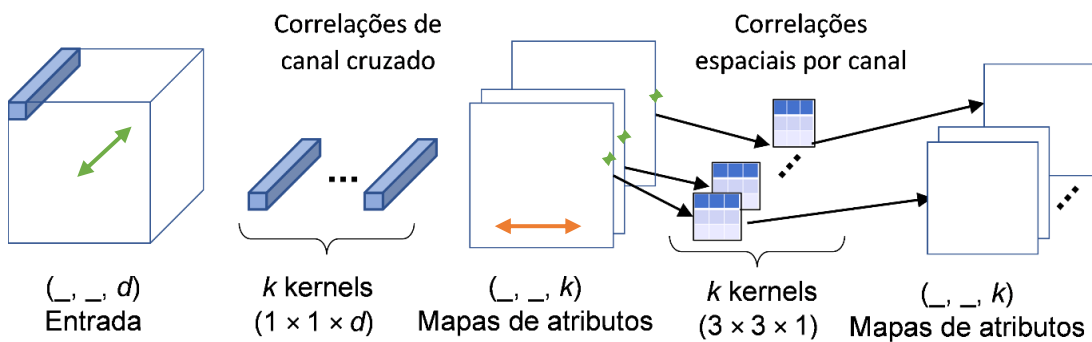 Correlações de
canal cruzado
Correlações
espaciais por canal
...
(_, _, d)
Entrada
k kernels
(1 × 1 × d)
(_, _, k)
Mapas de atributos
k kernels
(3 × 3 × 1)
(_, _, k)
Mapas de atributos